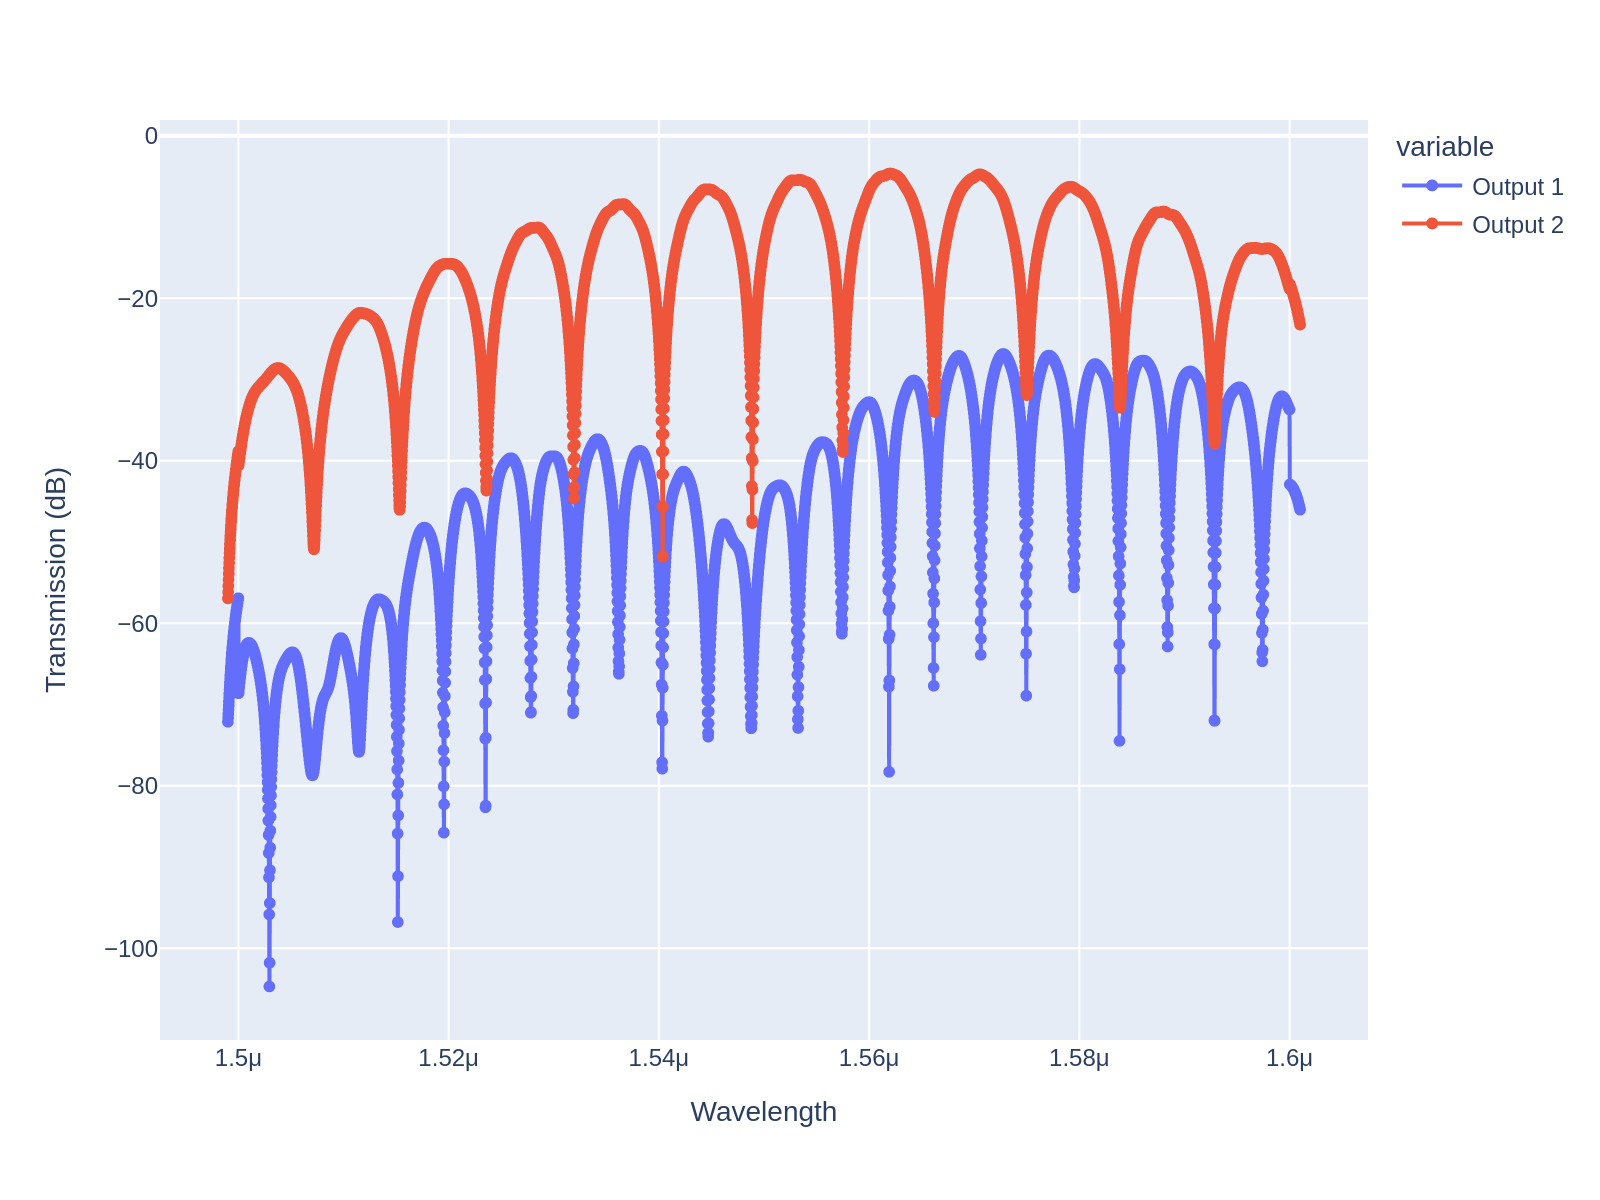 0
−20
−40
−60
−80
−100
Transmission (dB)
1.5μ 1.52μ 1.54μ 1.56μ 1.58μ 1.6μ
Wavelength
variable
Output 1
Output 2